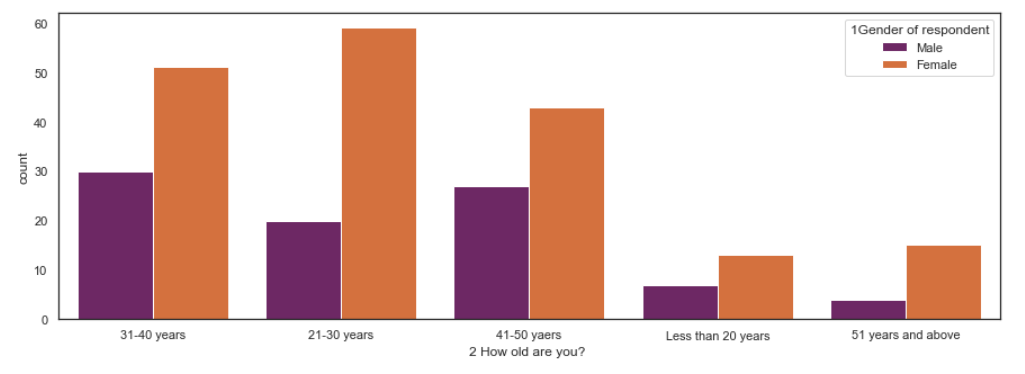 60
50
40
30
20
10
0
count
1Gender of respondent
Male
Female
31-40 years
21-30 years
41-50 yaers
Less than 20 years
51 years and above
2 How old are you?